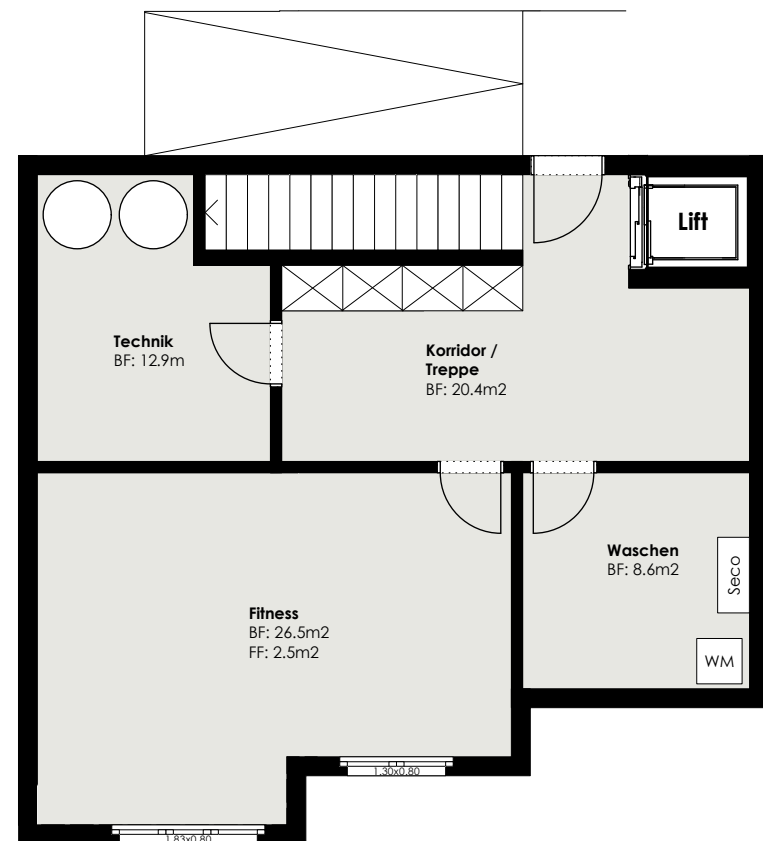 Lift
Technik
BF: 12.9m
Korridor /
Treppe
BF: 20.4m2
Waschen
BF: 8.6m2
Seco
WM
Fitness
BF: 26.5m2
FF: 2.5m2
1.30x0.80
1.83x0.80